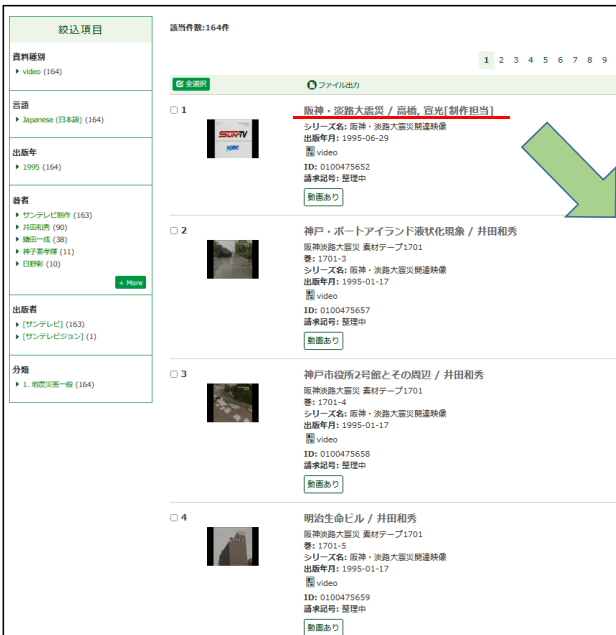 絞込項目
資料種別
video (164)
言語
Japanese (日本語) (164)
出版年
1995 (164)
著者
サンテレビ制作 (163)
井田和秀 (90)
鎌田一成 (38)
神子素孝輝 (11)
日野彰 (10)
+ More
出版者
[サンテレビ] (163)
[サンテレビジョン] (1)
分類
1. 地震災害一般 (164)
該当件数:164件
1 2 3 4 5 6 7 8 9
全選択
ファイル出力
1
SUN-TV
阪神・淡路大震災 / 高橋, 宣光[制作担当]
シリーズ名: 阪神・淡路大震災関連映像
出版年月: 1995-06-29
video
ID: 0100475652
請求記号: 整理中
動画あり
2
神戸・ポートアイランド液状化現象 / 井田和秀
阪神淡路大震災 素材テープ1701
巻: 1701-3
シリーズ名: 阪神・淡路大震災関連映像
出版年月: 1995-01-17
video
ID: 0100475657
請求記号: 整理中
動画あり
3
神戸市役所2号館とその周辺 / 井田和秀
阪神淡路大震災 素材テープ1701
巻: 1701-4
シリーズ名: 阪神・淡路大震災関連映像
出版年月: 1995-01-17
video
ID: 0100475658
請求記号: 整理中
動画あり
4
明治生命ビル / 井田和秀
阪神淡路大震災 素材テープ1701
巻: 1701-5
シリーズ名: 阪神・淡路大震災関連映像
出版年月: 1995-01-17
video
ID: 0100475659
請求記号: 整理中
動画あり